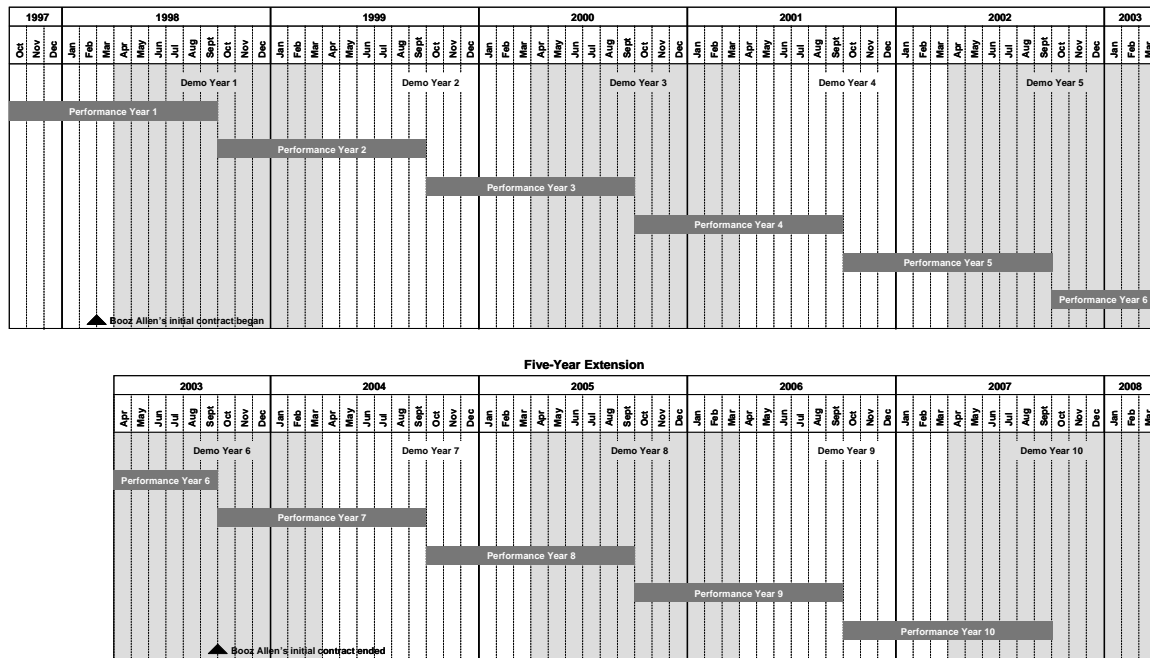 1997 1998 1999 2000 2001 2002 2003
Oct Nov Dec Jan Feb Mar Apr May Jun Jul Aug Sept Oct Nov Dec Jan Feb Mar Apr May Jun Jul Aug Sept Oct Nov Dec Jan Feb Mar Apr May Jun Jul Aug Sept Oct Nov Dec Jan Feb Mar Apr May Jun Jul Aug Sept Oct Nov Dec Jan Feb Mar Apr May Jun Jul Aug Sept Oct Nov Dec Jan Feb Mar
Demo Year 1 Demo Year 2 Demo Year 3 Demo Year 4 Demo Year 5
Performance Year 1
Performance Year 2
Performance Year 3
Performance Year 4
Performance Year 5
Performance Year 6
Booz Allen's initial contract began
Five-Year Extension
2003 2004 2005 2006 2007 2008
Apr May Jun Jul Aug Sept Oct Nov Dec Jan Feb Mar Apr May Jun Jul Aug Sept Oct Nov Dec Jan Feb Mar Apr May Jun Jul Aug Sept Oct Nov Dec Jan Feb Mar Apr May Jun Jul Aug Sept Oct Nov Dec Jan Feb Mar Apr May Jun Jul Aug Sept Oct Nov Dec Jan Feb Mar
Demo Year 6 Demo Year 7 Demo Year 8 Demo Year 9 Demo Year 10
Performance Year 6
Performance Year 7
Performance Year 8
Performance Year 9
Performance Year 10
Booz Allen's initial contract ended